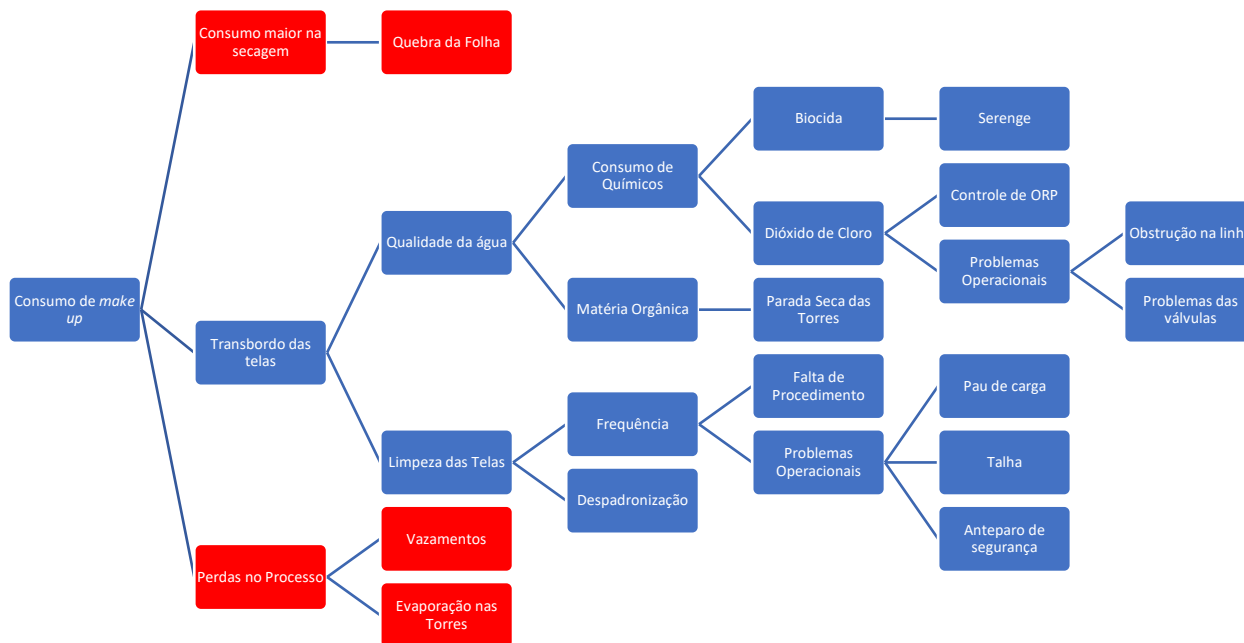 Consumo maior na
secagem
Quebra da Folha
Biocida
Serenge
Consumo de
Químicos
Controle de ORP
Qualidade da água
Dióxido de Cloro
Obstrução na linh
Problemas
Operacionais
Consumo de make
up
Matéria Orgânica
Parada Seca das
Torres
Problemas das
válvulas
Transbordo das
telas
Falta de
Procedimento
Pau de carga
Frequência
Limpeza das Telas
Problemas
Operacionais
Talha
Despadronização
Vazamentos
Anteparo de
segurança
Perdas no Processo
Evaporação nas
Torres